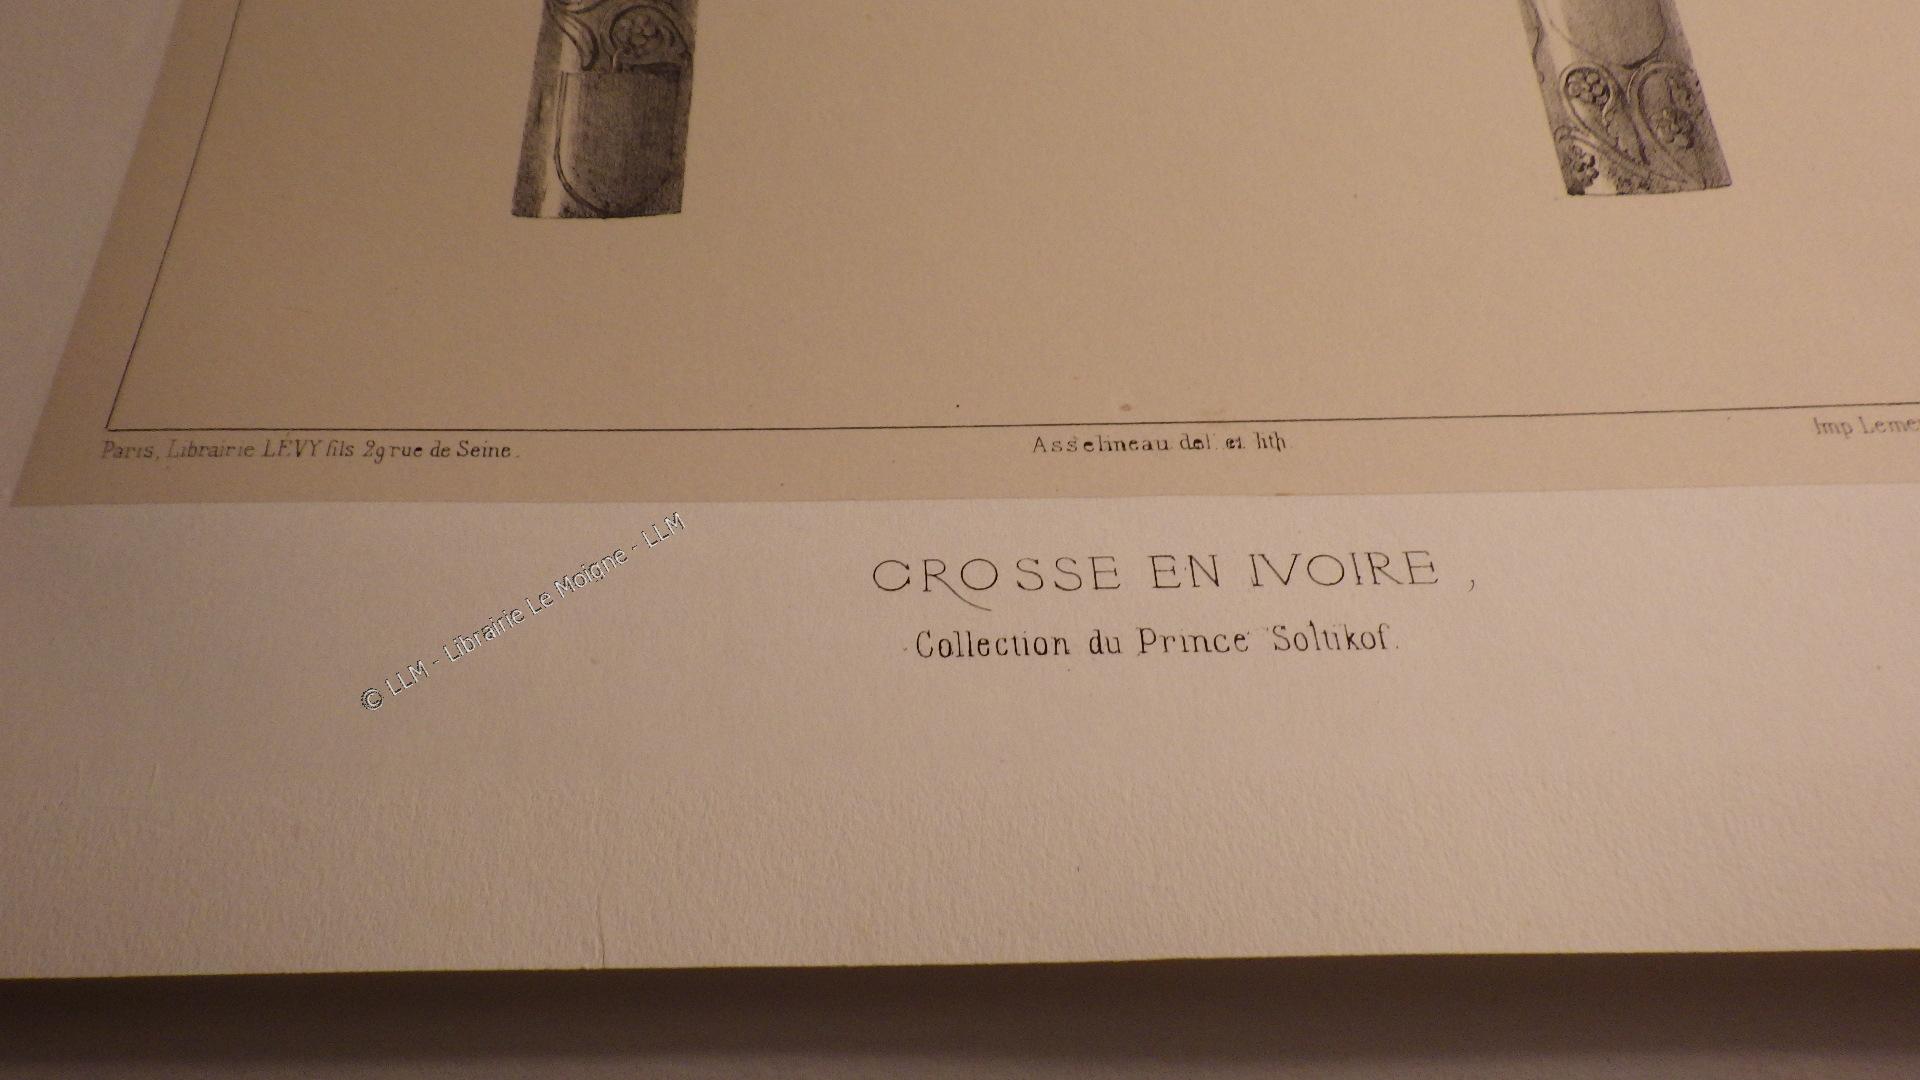 Paris, Librairie LÉVY fils 29 rue de Seine.
Asselineau del. et lith.
Imp Lemer
CROSSE EN IVOIRE,
Collection du Prince Soltikof.
© LLM - Librairie Le Moigne - LLM